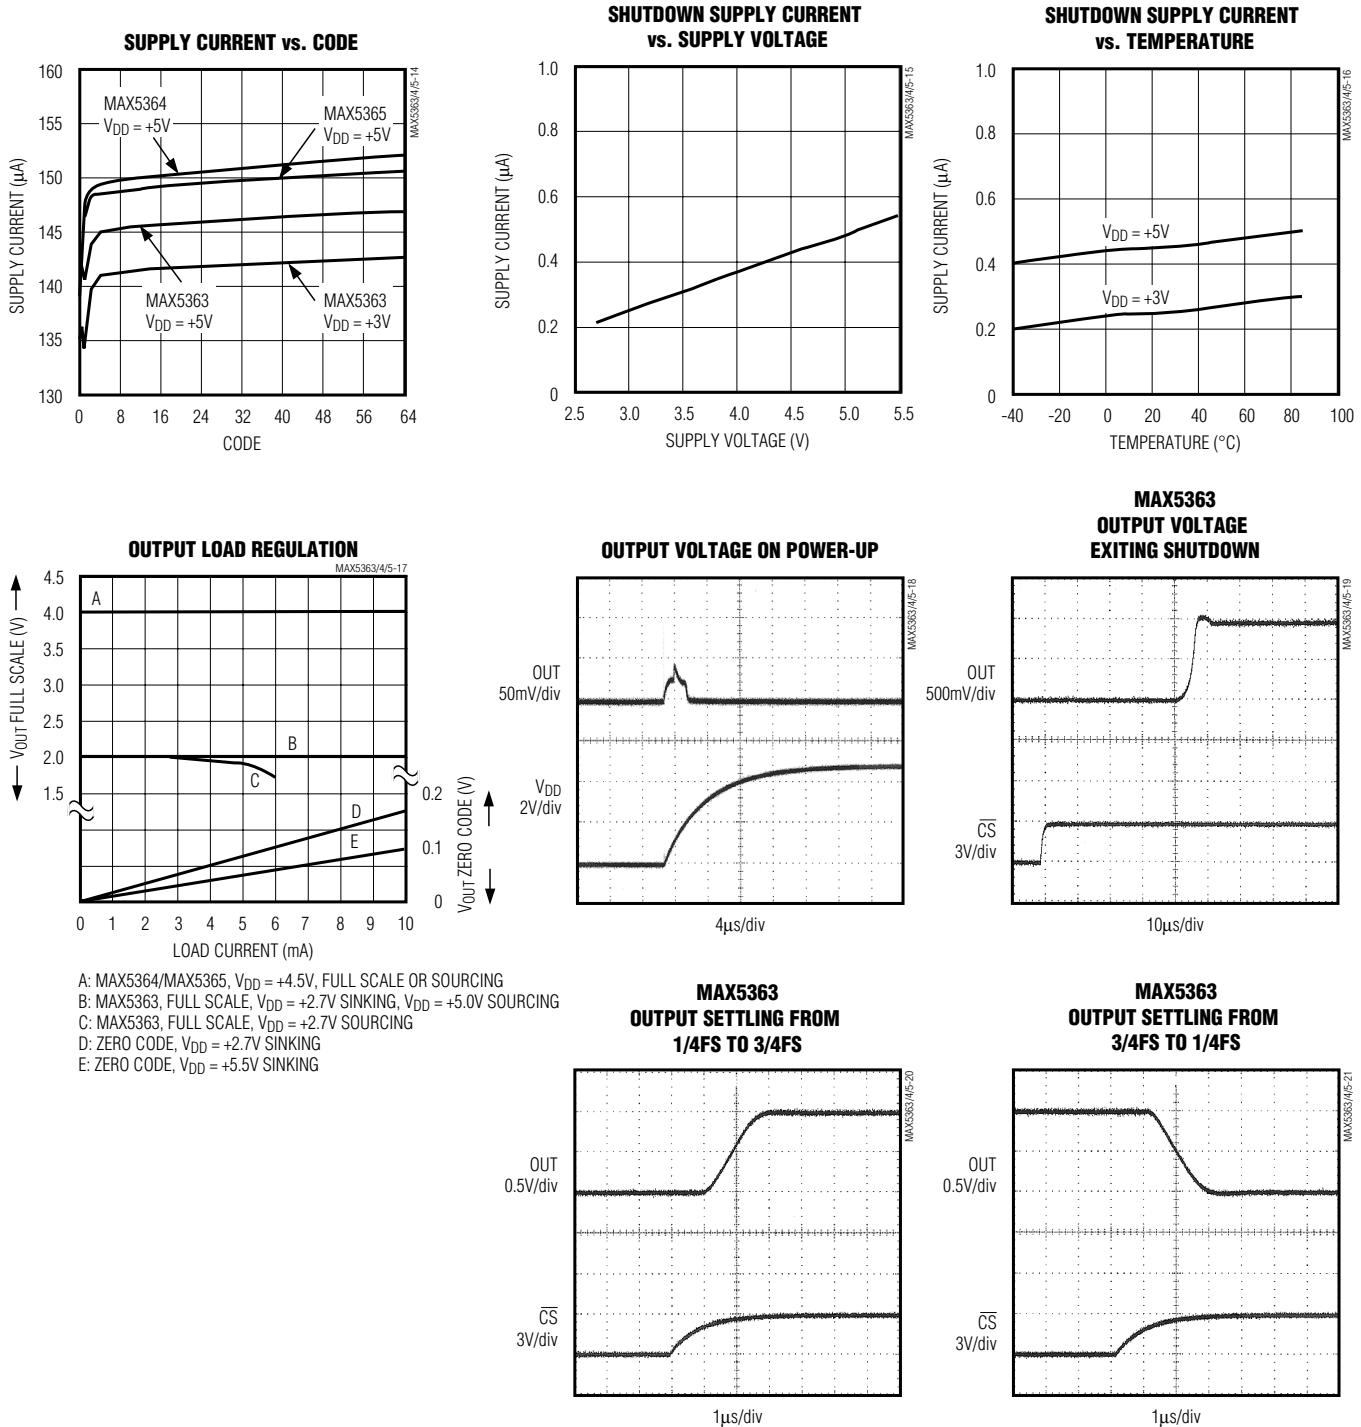 SUPPLY CURRENT vs. CODE
MAX5363/4/5-14
SUPPLY CURRENT (µA)
160
155
150
145
140
135
130
MAX5364
VDD = +5V
MAX5365
VDD = +5V
MAX5363
VDD = +5V
MAX5363
VDD = +3V
0 8 16 24 32 40 48 56 64
CODE
SHUTDOWN SUPPLY CURRENT
vs. SUPPLY VOLTAGE
MAX5363/4/5-15
SUPPLY CURRENT (µA)
1.0
0.8
0.6
0.4
0.2
0
2.5 3.0 3.5 4.0 4.5 5.0 5.5
SUPPLY VOLTAGE (V)
SHUTDOWN SUPPLY CURRENT
vs. TEMPERATURE
MAX5363/4/5-16
SUPPLY CURRENT (µA)
1.0
0.8
0.6
0.4
0.2
0
VDD = +5V
VDD = +3V
-40 -20 0 20 40 60 80 100
TEMPERATURE (°C)
OUTPUT LOAD REGULATION
MAX5363/4/5-17
VOUT FULL SCALE (V)
4.5
4.0
3.5
3.0
2.5
2.0
1.5
A
B
C
D
E
0.2
0.1
0
VOUT ZERO CODE (V)
0 1 2 3 4 5 6 7 8 9 10
LOAD CURRENT (mA)
A: MAX5364/MAX5365, VDD = +4.5V, FULL SCALE OR SOURCING
B: MAX5363, FULL SCALE, VDD = +2.7V SINKING, VDD = +5.0V SOURCING
C: MAX5363, FULL SCALE, VDD = +2.7V SOURCING
D: ZERO CODE, VDD = +2.7V SINKING
E: ZERO CODE, VDD = +5.5V SINKING
OUTPUT VOLTAGE ON POWER-UP
MAX5363/4/5-18
OUT
50mV/div
VDD
2V/div
4µs/div
MAX5363
OUTPUT VOLTAGE
EXITING SHUTDOWN
MAX5363/4/5-19
OUT
500mV/div
CS
3V/div
10µs/div
MAX5363
OUTPUT SETTLING FROM
1/4FS TO 3/4FS
MAX5363/4/5-20
OUT
0.5V/div
CS
3V/div
1µs/div
MAX5363
OUTPUT SETTLING FROM
3/4FS TO 1/4FS
MAX5363/4/5-21
OUT
0.5V/div
CS
3V/div
1µs/div